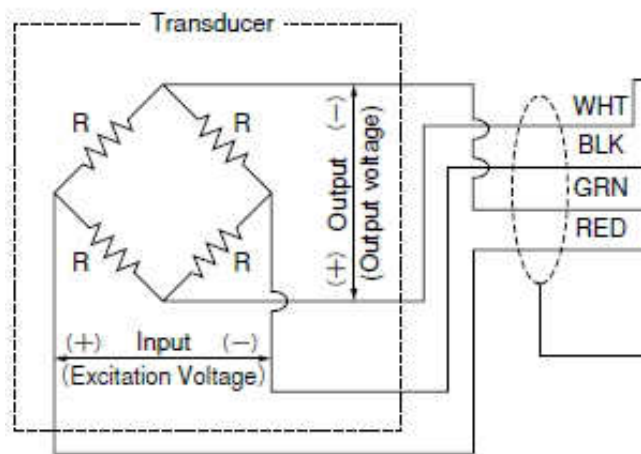 Transducer
R
R
R
R
(+) Output (−)
(Output voltage)
(+) Input (−)
(Excitation Voltage)
WHT
BLK
GRN
RED